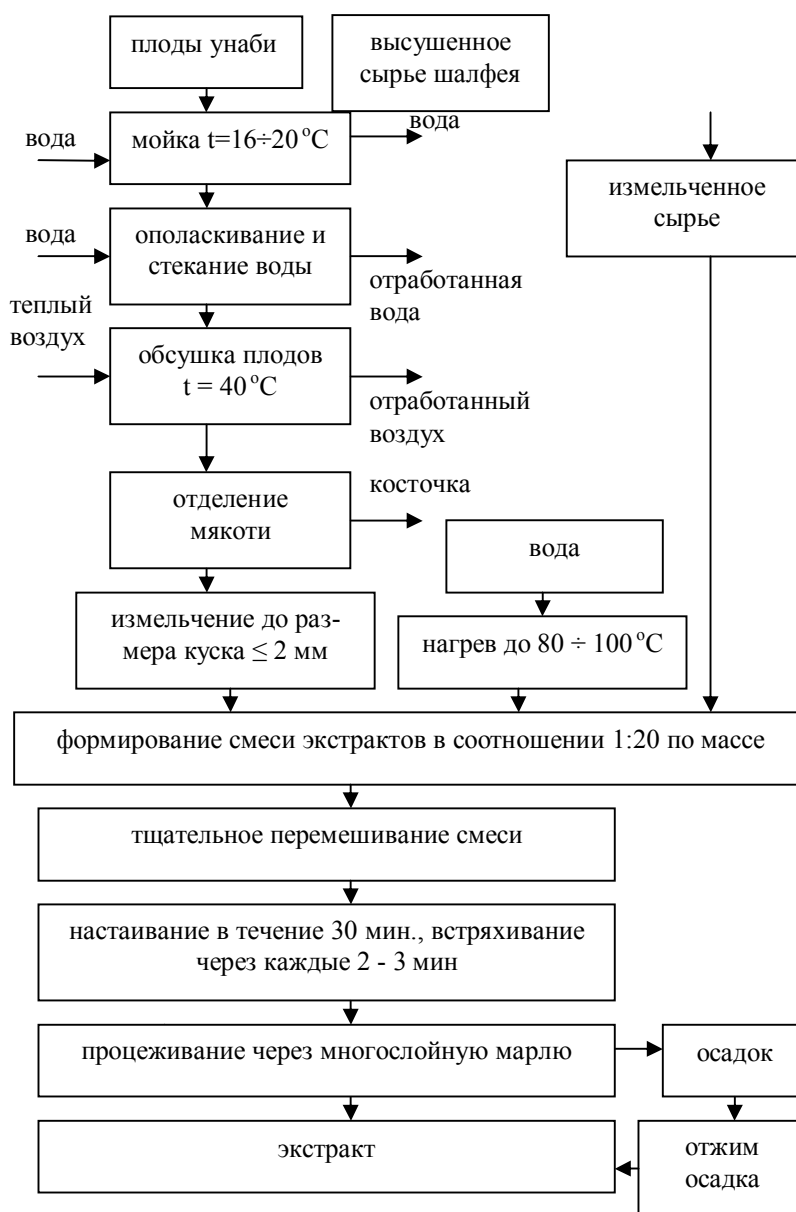 плоды унаби
высушенное
сырье шалфея
вода
вода
мойка t=16÷20 °C
измельченное
сырье
вода
ополаскивание и
стекание воды
отработанная
вода
теплый
воздух
обсушка плодов
t = 40 °C
отработанный
воздух
отделение
мякоти
косточка
вода
измельчение до раз-
мера куска ≤ 2 мм
нагрев до 80 ÷ 100 °C
формирование смеси экстрактов в соотношении 1:20 по массе
тщательное перемешивание смеси
настаивание в течение 30 мин., встряхивание
через каждые 2 - 3 мин
процеживание через многослойную марлю
осадок
экстракт
отжим
осадка